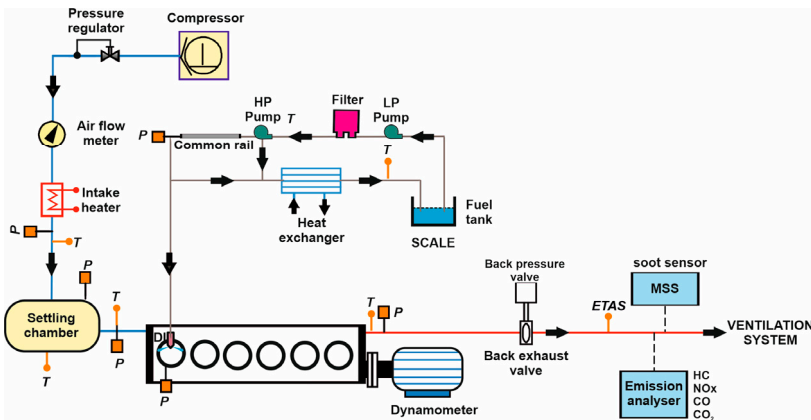 Pressure
regulator
Compressor
Air flow
meter
Intake
heater
P
T
P
Settling
chamber
T
T
P
P
Common rail
HP
Pump
T
Filter
LP
Pump
T
Heat
exchanger
Fuel
tank
SCALE
DI
P
T
P
Dynamometer
Back pressure
valve
Back exhaust
valve
ETAS
soot sensor
MSS
VENTILATION
SYSTEM
Emission
analyser
HC
NOx
CO
CO₂